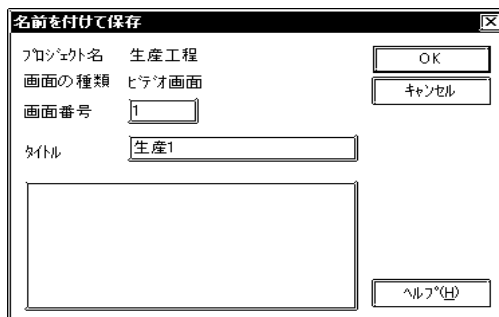 名前を付けて保存
ﾌﾟﾛｼﾞｪｸﾄ名 生産工程
OK
画面の種類 ﾋﾞﾃﾞｵ画面
ｷｬﾝｾﾙ
画面番号 1
ﾀｲﾄﾙ 生産1
ﾍﾙﾌﾟ(H)